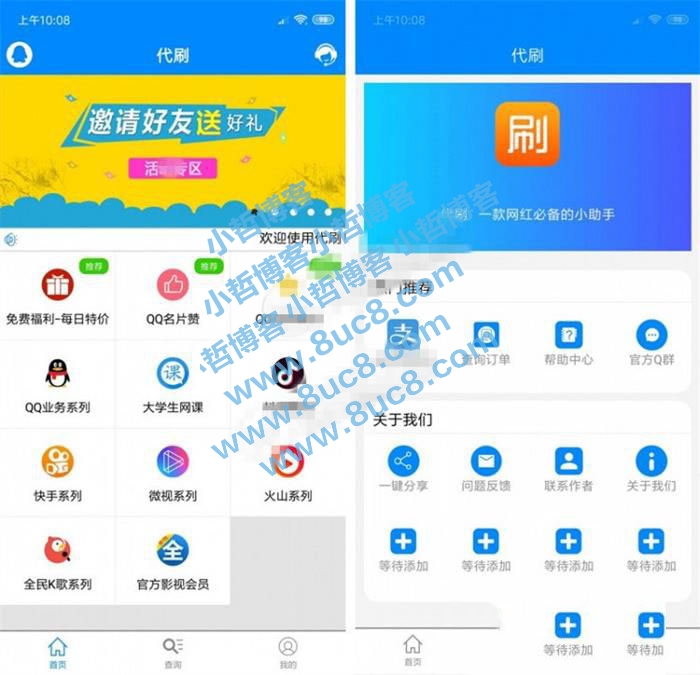 上午10:08
98
代刷
邀请好友送好礼
专区
欢迎使用代刷
推荐
推荐
免费福利-每日特价
QQ名片赞
QQ业务系列
大学生网课
课
快手系列
微视系列
火山系列
全
全民K歌系列
官方影视会员
首页
查询
我的
上午10:08
98
代刷
刷
代刷 一款网红必备的小助手
门推荐
支
查询订单
帮助中心
官方Q群
关于我们
一键分享
问题反馈
联系作者
关于我们
等待添加
等待添加
等待添加
等待添加
等待添加
等待加
首页
小哲博客小哲博客
小哲博客小哲博客
小哲博客小哲博客
www.8uc8.com
www.8uc8.com
www.8uc8.com